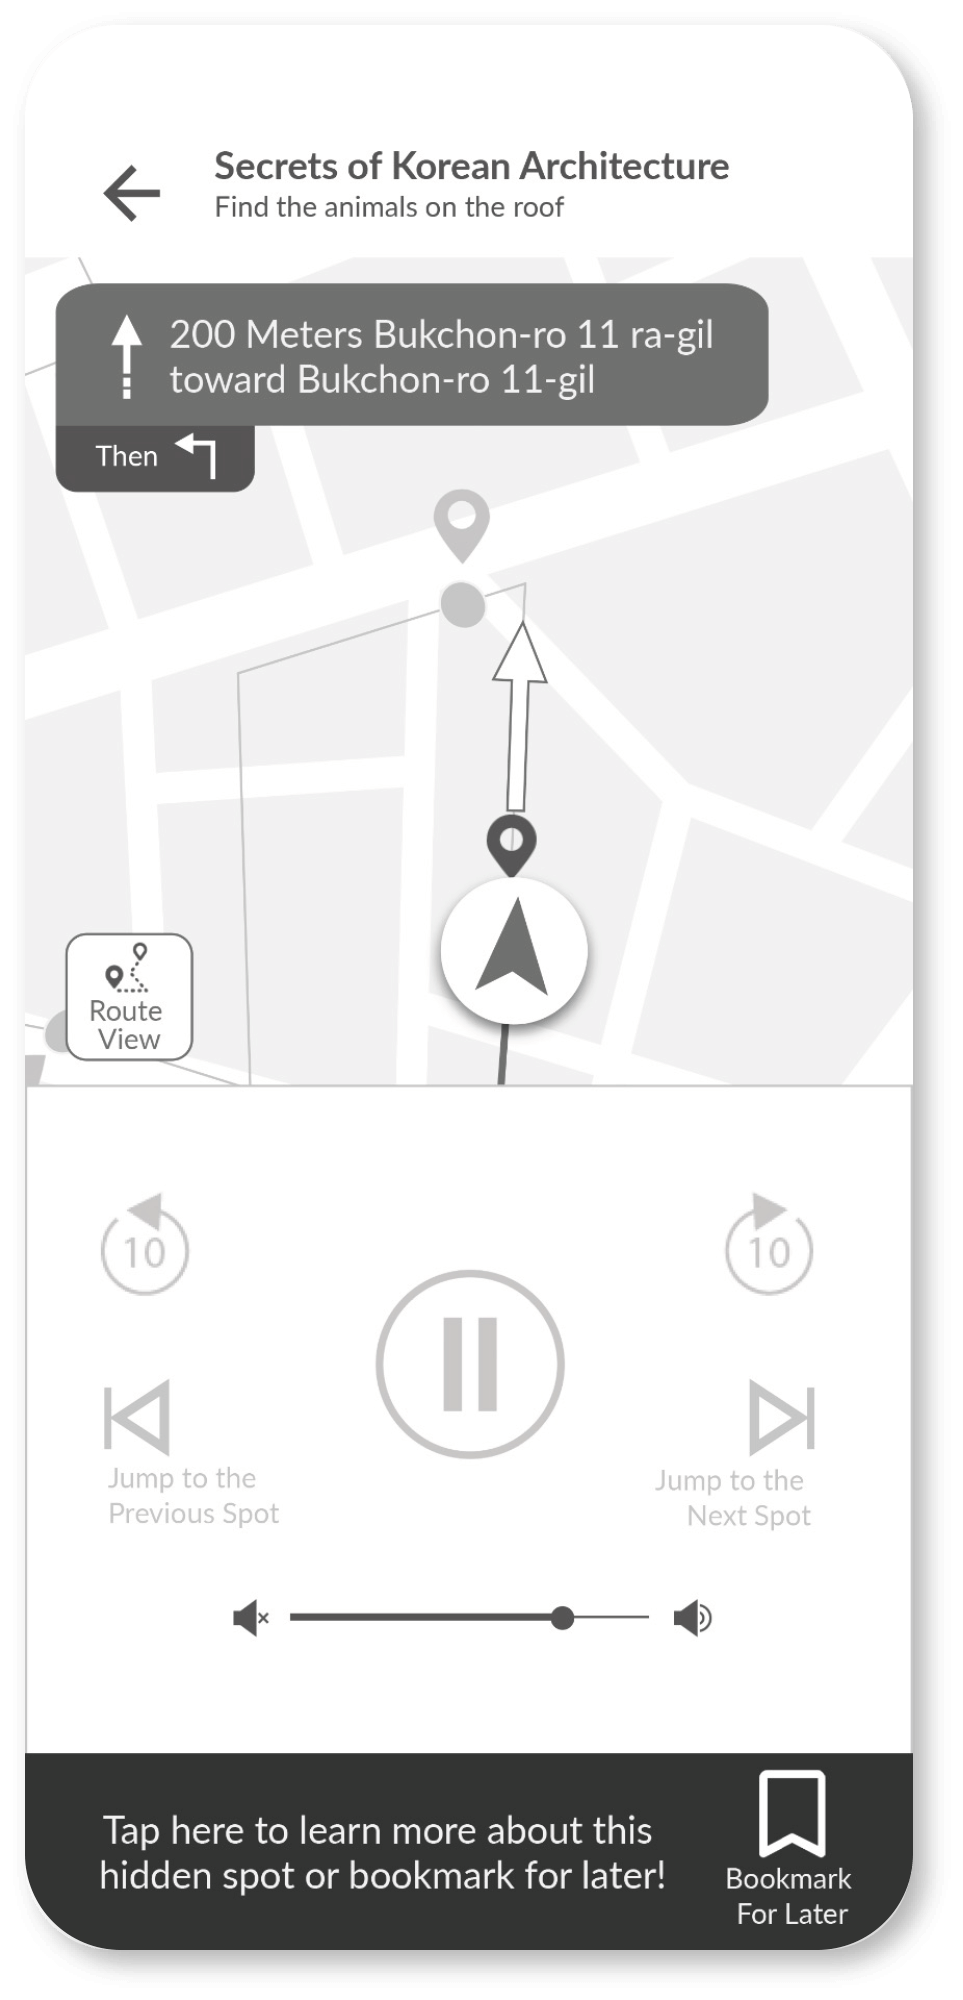 Secrets of Korean Architecture
Find the animals on the roof
200 Meters Bukchon-ro 11 ra-gil
toward Bukchon-ro 11-gil
Then
Route
View
10
10
Jump to the
Previous Spot
Jump to the
Next Spot
Tap here to learn more about this
hidden spot or bookmark for later!
Bookmark
For Later